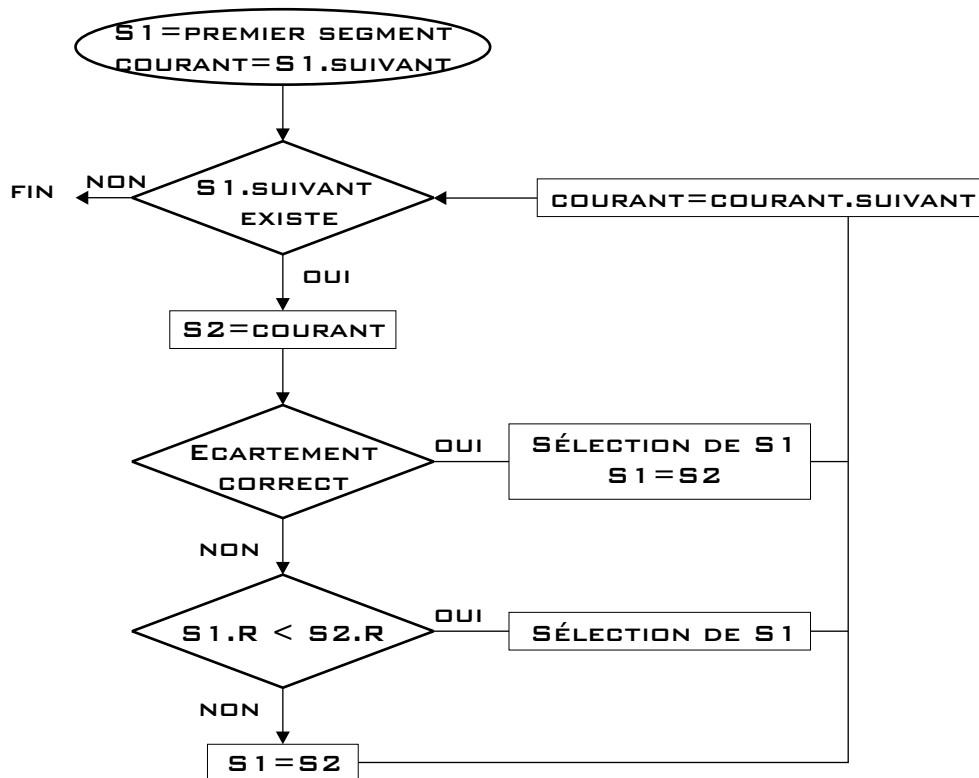 S1=PREMIER SEGMENT
COURANT=S1.SUIVANT
S1.SUIVANT
EXISTE
NON
FIN
COURANT=COURANT.SUIVANT
OUI
S2=COURANT
ECARTEMENT
CORRECT
OUI
SÉLECTION DE S1
S1=S2
NON
S1.R < S2.R
OUI
SÉLECTION DE S1
NON
S1=S2